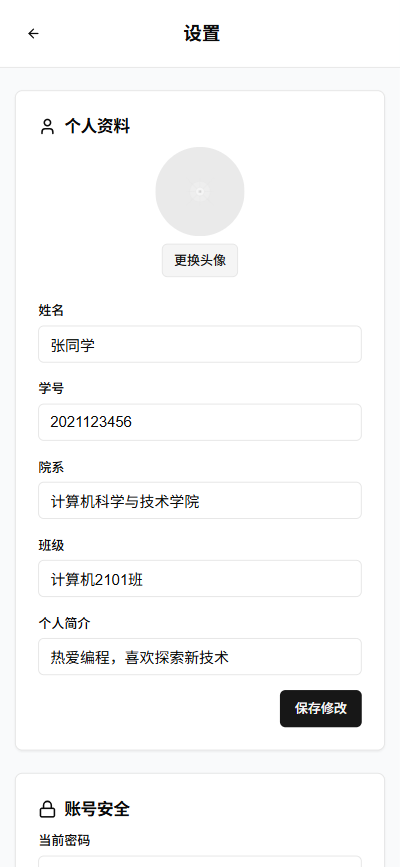 设置
个人资料
更换头像
姓名
张同学
学号
2021123456
院系
计算机科学与技术学院
班级
计算机2101班
个人简介
热爱编程，喜欢探索新技术
保存修改
账号安全
当前密码